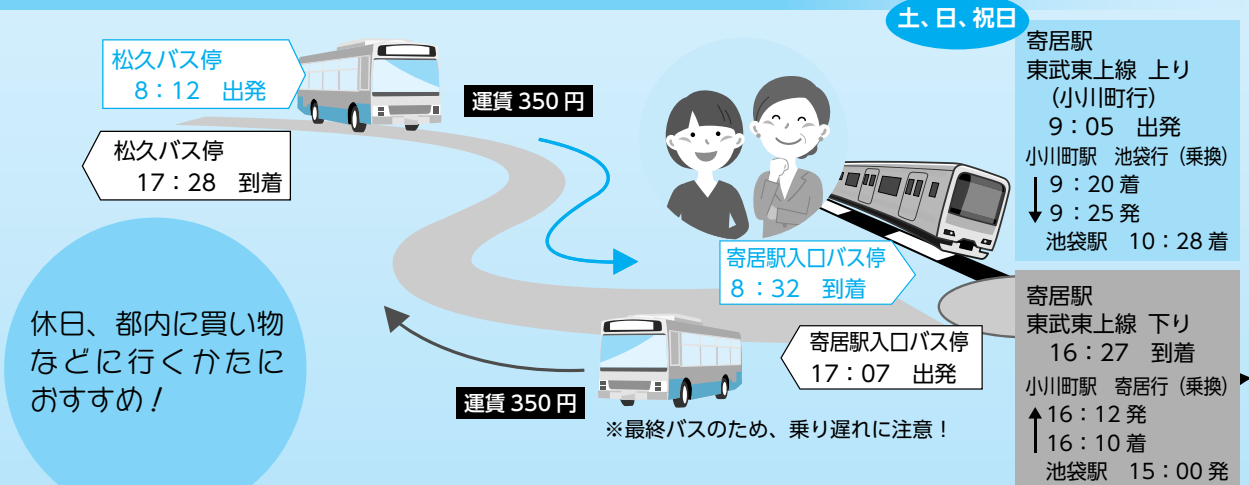 土、日、祝日
松久バス停
8：12　出発
運賃 350 円
松久バス停
17：28　到着
寄居駅入口バス停
8：32　到着
寄居駅
東武東上線 上り
（小川町行）
9：05　出発
小川町駅　池袋行（乗換）
9：20 着
↓ 9：25 発
池袋駅　10：28 着
休日、都内に買い物
などに行くかたに
おすすめ！
運賃 350 円
寄居駅入口バス停
17：07　出発
※最終バスのため、乗り遅れに注意！
寄居駅
東武東上線 下り
16：27　到着
小川町駅　寄居行（乗換）
↑ 16：12 発
16：10 着
池袋駅　15：00 発